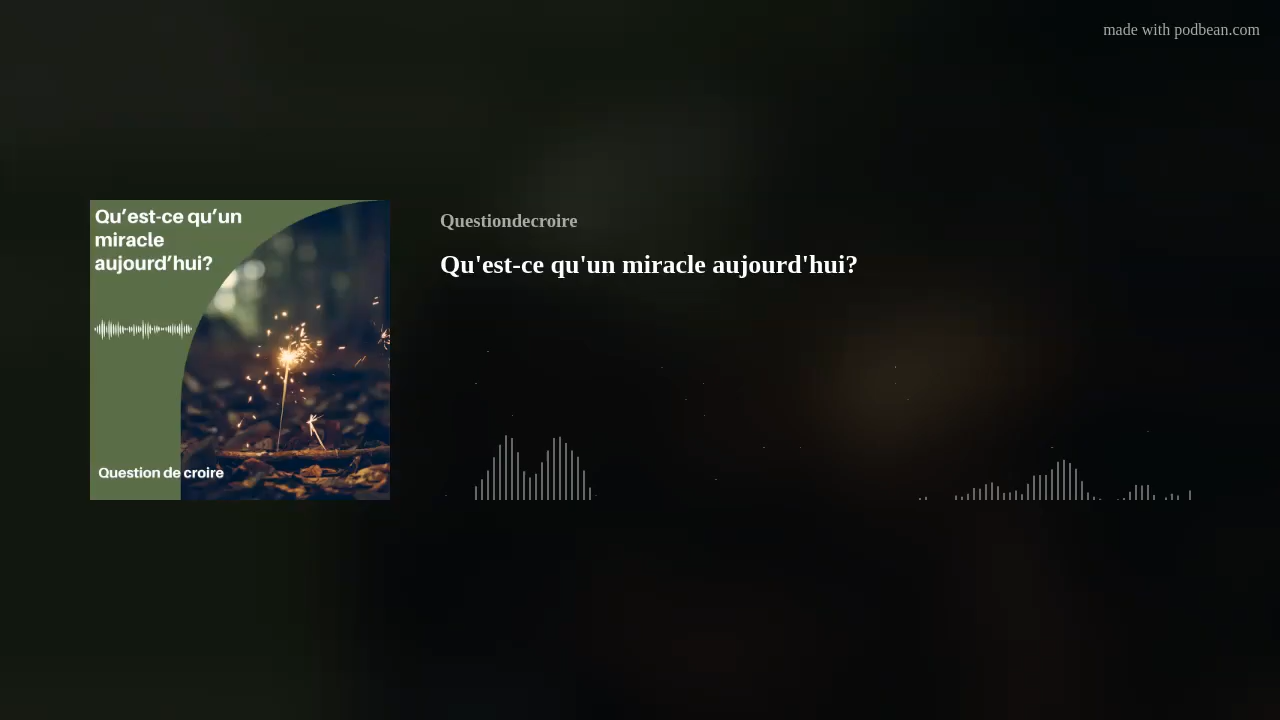 made with podbean.com
Qu’est-ce qu’un
miracle
aujourd’hui?
Question de croire
Questiondecroire
Qu'est-ce qu'un miracle aujourd'hui?